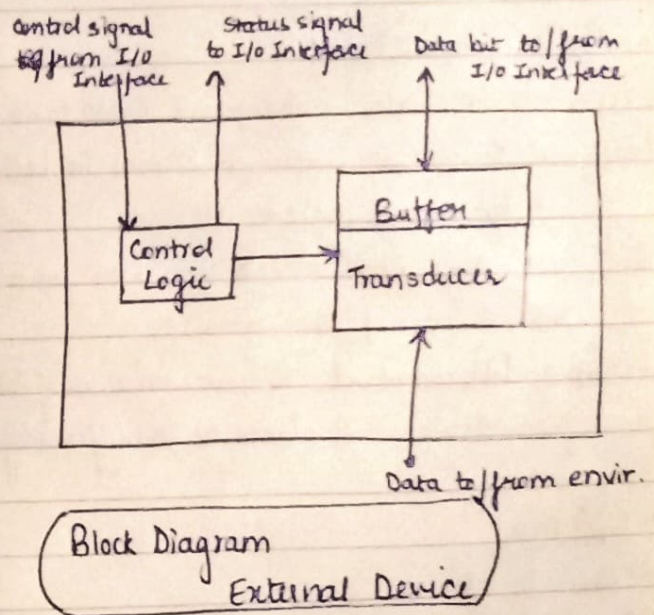 Control signal
from I/O
Interface
Status signal
to I/O Interface
Data bit to/from
I/O Interface
Buffer
Control
Logic
Transducer
Data to/from envir.
Block Diagram
External Device